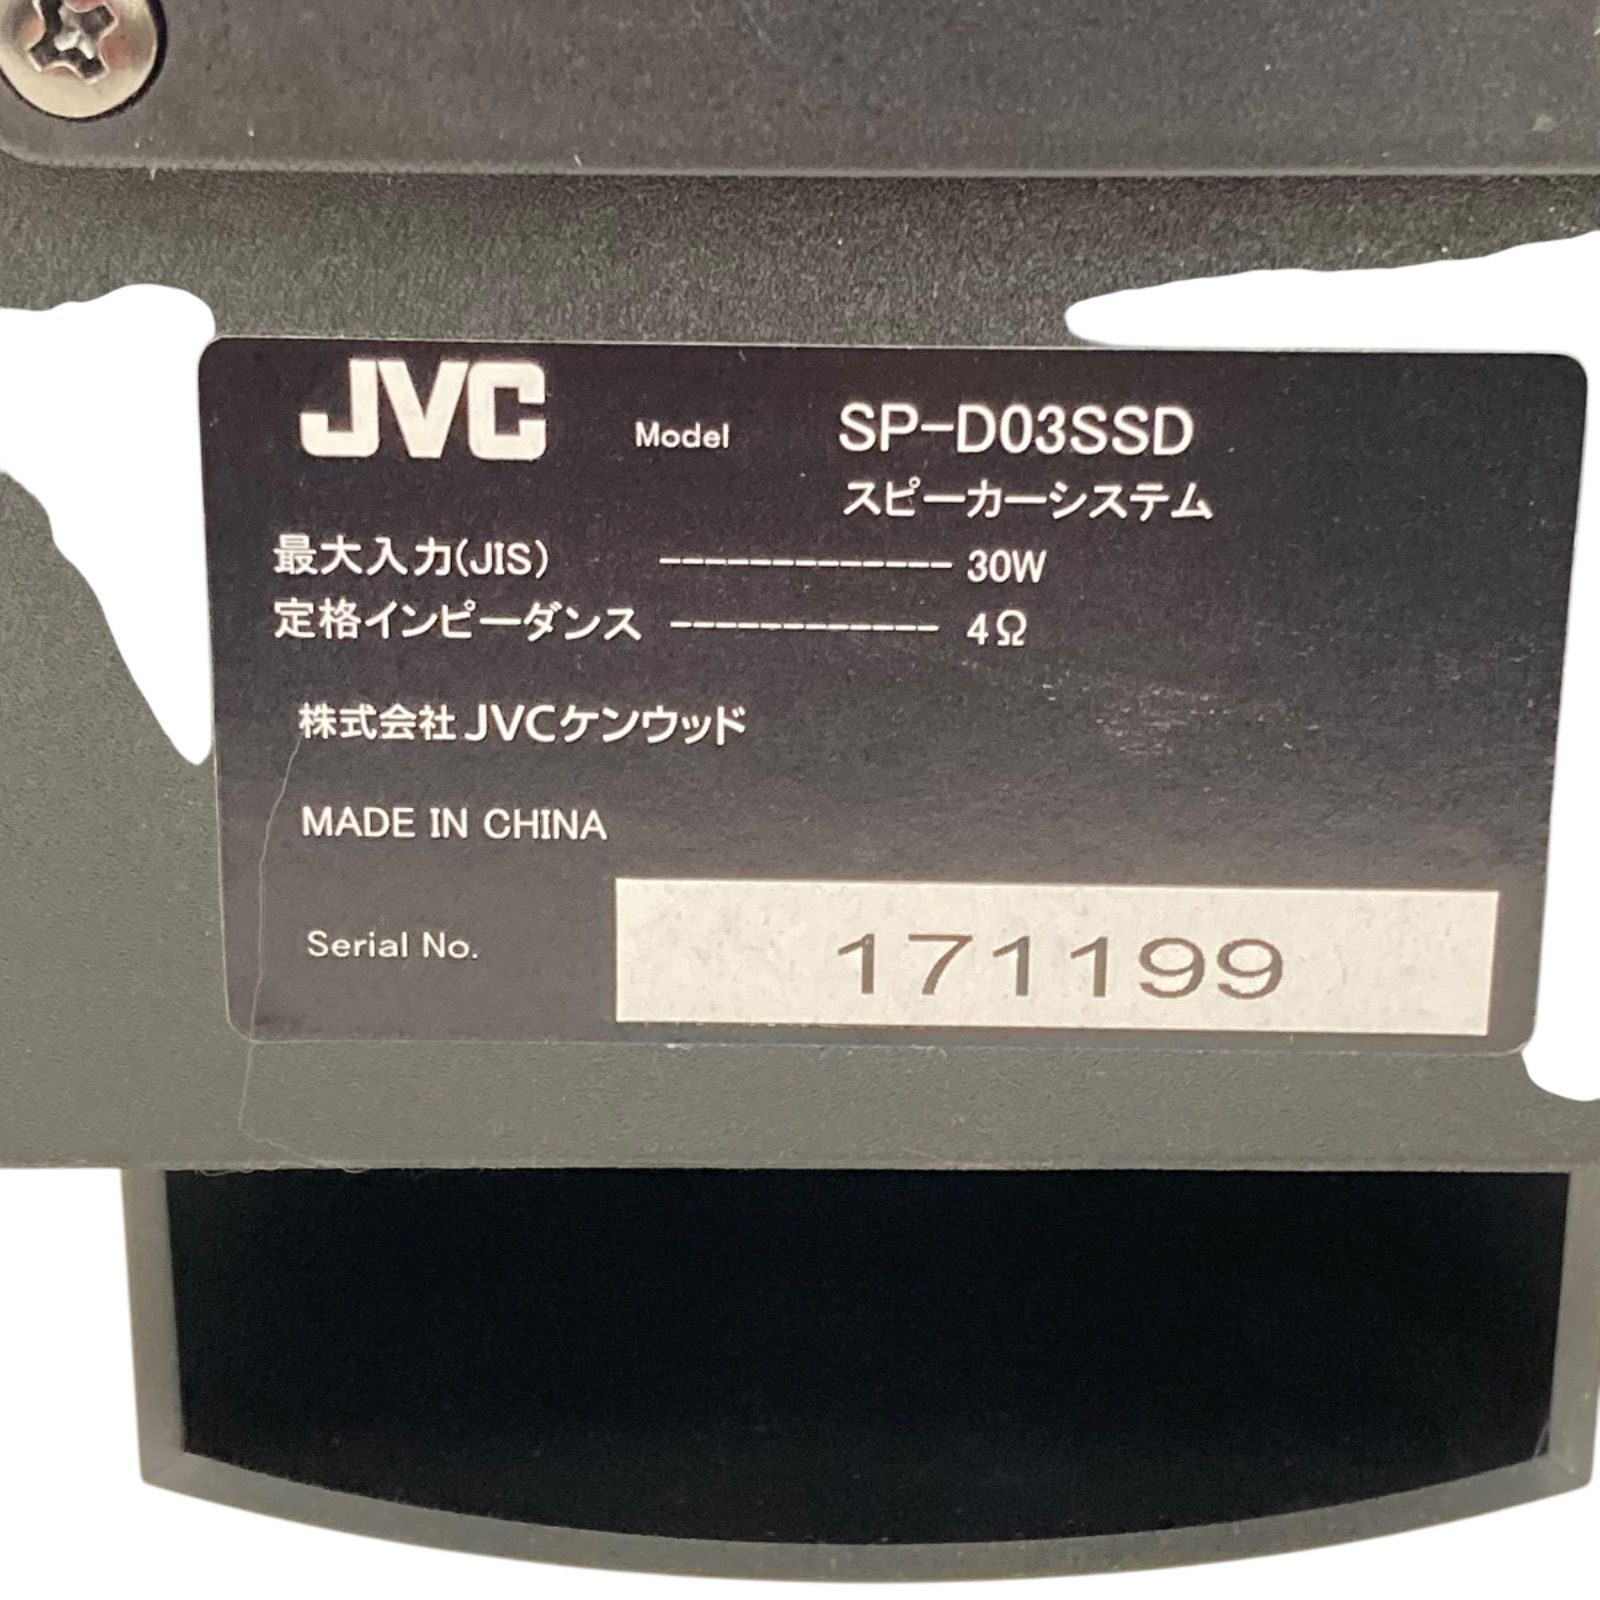 JVC Model SP-D03SSD
スピーカーシステム
最大入力(JIS) ------------- 30W
定格インピーダンス ------------ 4Ω
株式会社JVCケンウッド
MADE IN CHINA
Serial No. 171199